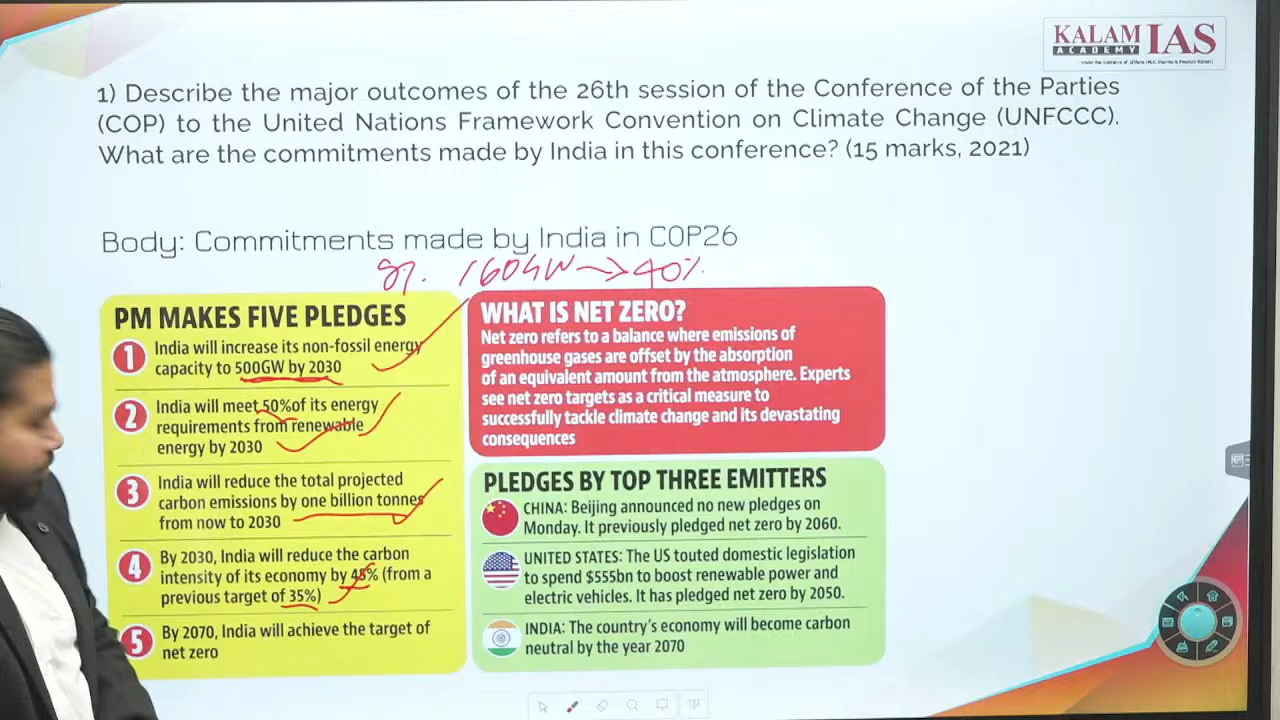 KALAM IAS
ACADEMY
1) Describe the major outcomes of the 26th session of the Conference of the Parties
(COP) to the United Nations Framework Convention on Climate Change (UNFCCC).
What are the commitments made by India in this conference? (15 marks, 2021)
Body: Commitments made by India in COP26
160GW → 40%
PM MAKES FIVE PLEDGES
1 India will increase its non-fossil energy
capacity to 500GW by 2030
2 India will meet 50%of its energy
requirements from renewable
energy by 2030
3 India will reduce the total projected
carbon emissions by one billion tonnes
from now to 2030
4 By 2030, India will reduce the carbon
intensity of its economy by 45% (from a
previous target of 35%)
5 By 2070, India will achieve the target of
net zero
WHAT IS NET ZERO?
Net zero refers to a balance where emissions of
greenhouse gases are offset by the absorption
of an equivalent amount from the atmosphere. Experts
see net zero targets as a critical measure to
successfully tackle climate change and its devastating
consequences
PLEDGES BY TOP THREE EMITTERS
CHINA: Beijing announced no new pledges on
Monday. It previously pledged net zero by 2060.
UNITED STATES: The US touted domestic legislation
to spend $555bn to boost renewable power and
electric vehicles. It has pledged net zero by 2050.
INDIA: The country's economy will become carbon
neutral by the year 2070